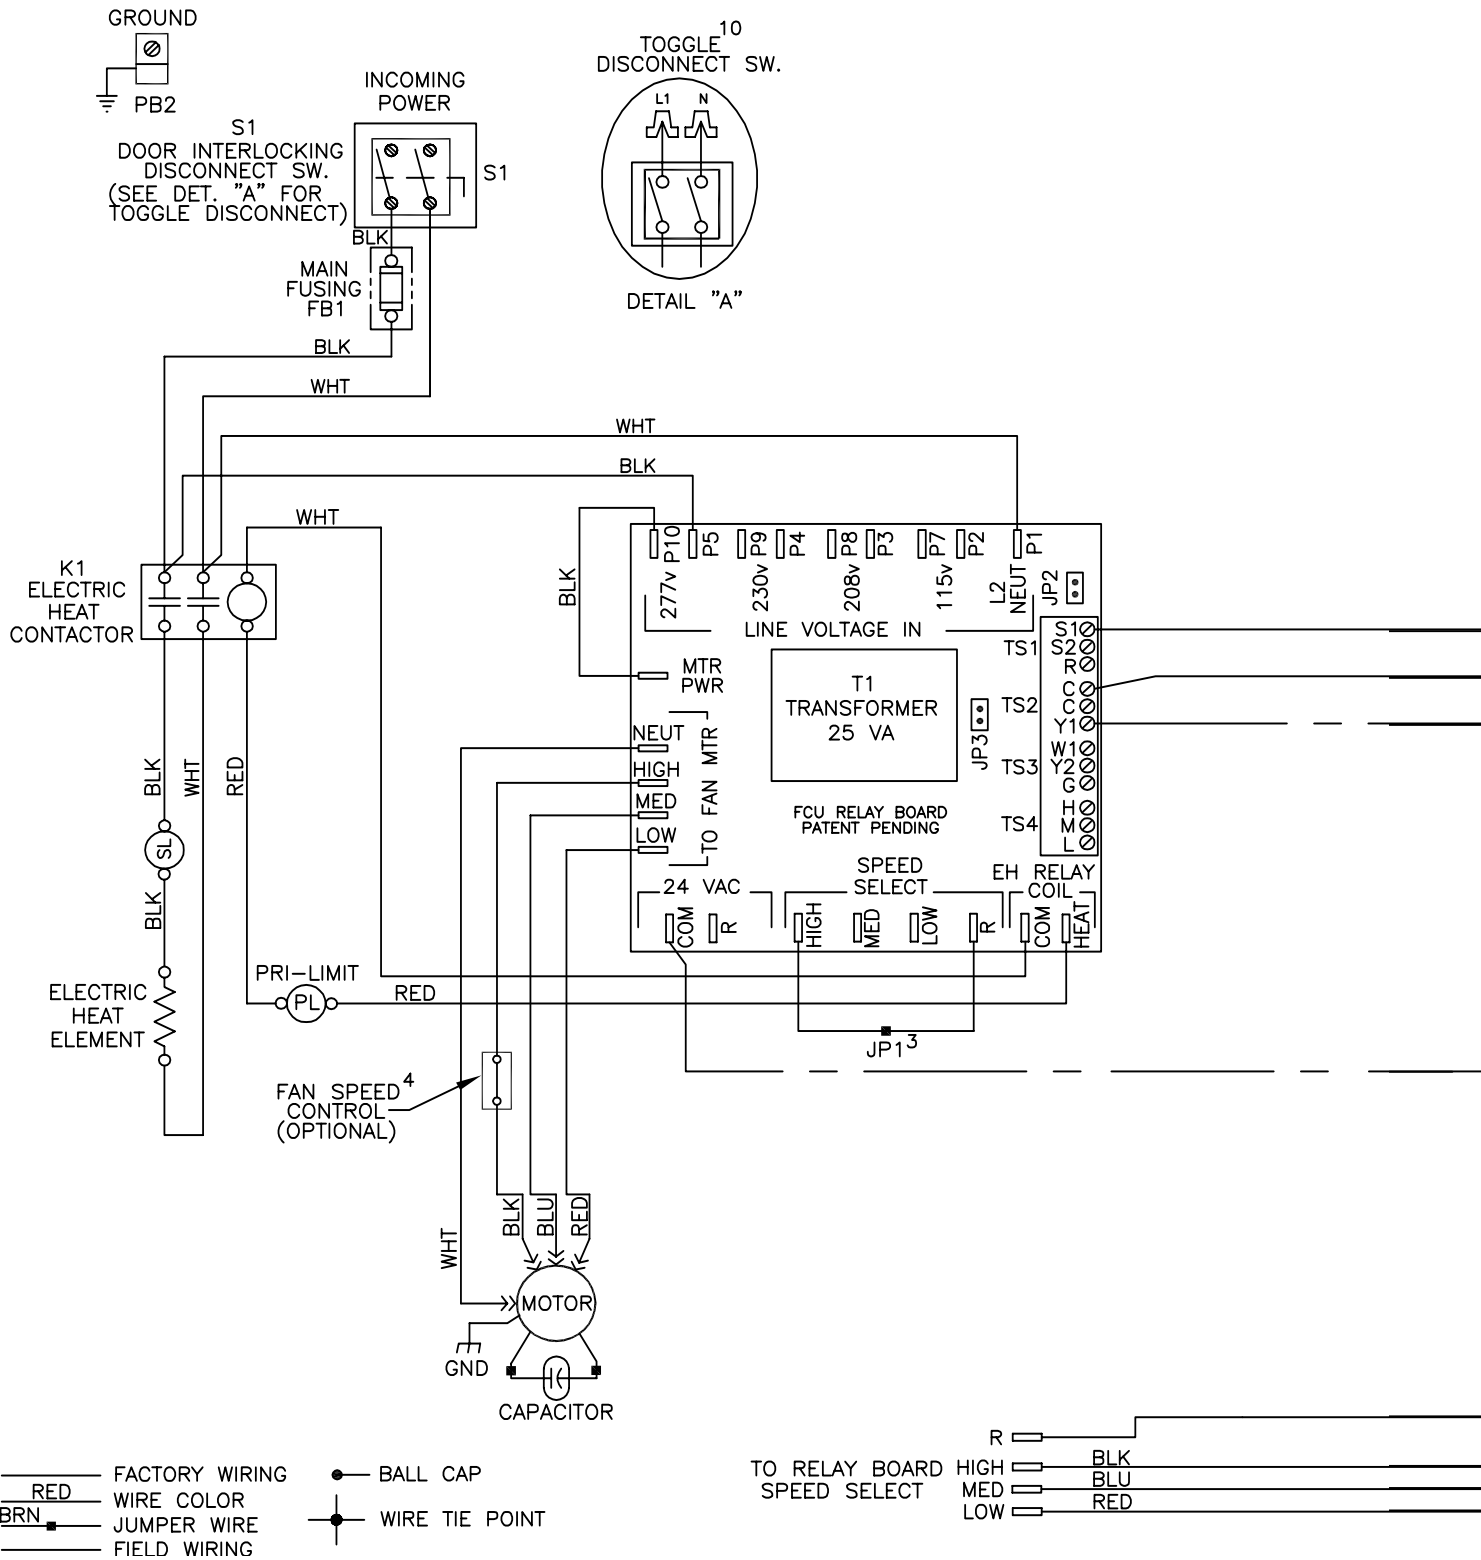 GROUND
PB2
INCOMING
POWER
S1
DOOR INTERLOCKING
DISCONNECT SW.
(SEE DET. "A" FOR
TOGGLE DISCONNECT)
S1
TOGGLE 10
DISCONNECT SW.
L1 N
DETAIL "A"
BLK
MAIN
FUSING
FB1
BLK
WHT
WHT
BLK
WHT
K1
ELECTRIC
HEAT
CONTACTOR
BLK
P10
P5
P9
P4
P8
P3
P7
P2
P1
277v
230v
208v
115v
L2
NEUT
JP2
LINE VOLTAGE IN
MTR
PWR
T1
TRANSFORMER
25 VA
JP3
TS1
S1
S2
R
TS2
C
C
Y1
TS3
W1
Y2
G
TS4
H
M
L
NEUT
HIGH
MED
LOW
TO FAN MTR
FCU RELAY BOARD
PATENT PENDING
24 VAC
COM
R
SPEED
SELECT
HIGH
MED
LOW
R
EH RELAY
COIL
COM
HEAT
BLK
WHT
RED
SL
BLK
PRI-LIMIT
PL
RED
ELECTRIC
HEAT
ELEMENT
JP1 3
FAN SPEED 4
CONTROL
(OPTIONAL)
WHT
BLK
BLU
RED
MOTOR
GND
CAPACITOR
FACTORY WIRING
RED WIRE COLOR
BRN JUMPER WIRE
FIELD WIRING
BALL CAP
WIRE TIE POINT
TO RELAY BOARD
SPEED SELECT
R
HIGH BLK
MED BLU
LOW RED